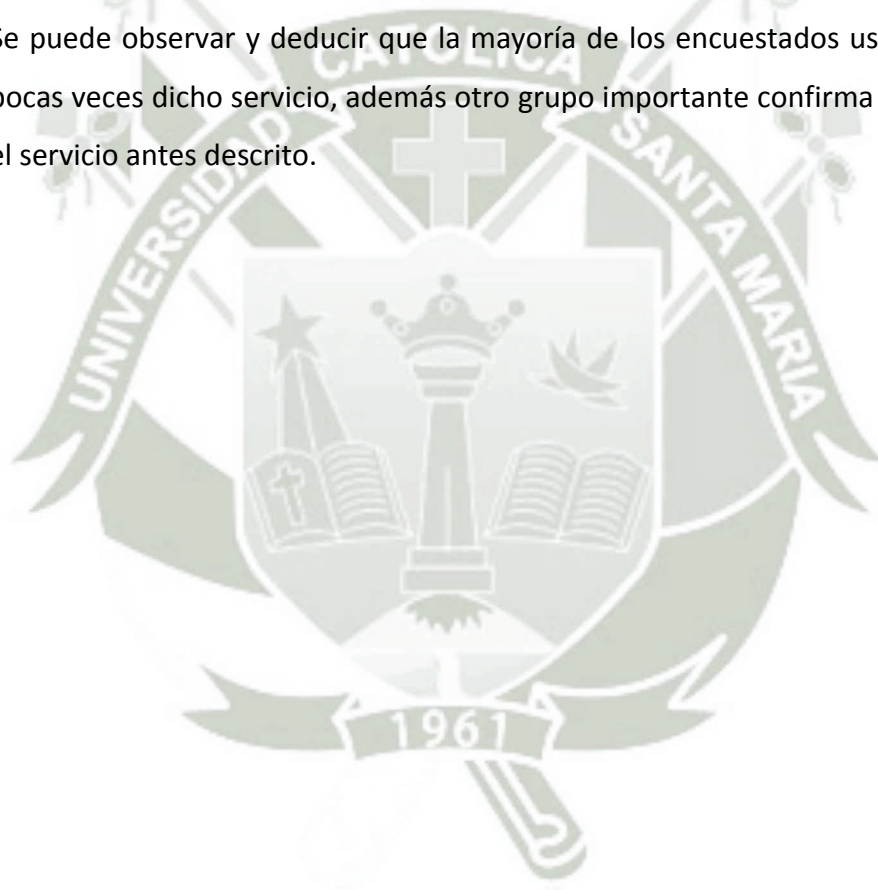 Se puede observar y deducir que la mayoría de los encuestados us
pocas veces dicho servicio, además otro grupo importante confirma
el servicio antes descrito.
UNIVERSIDAD CATOLICA SANTA MARIA
1961